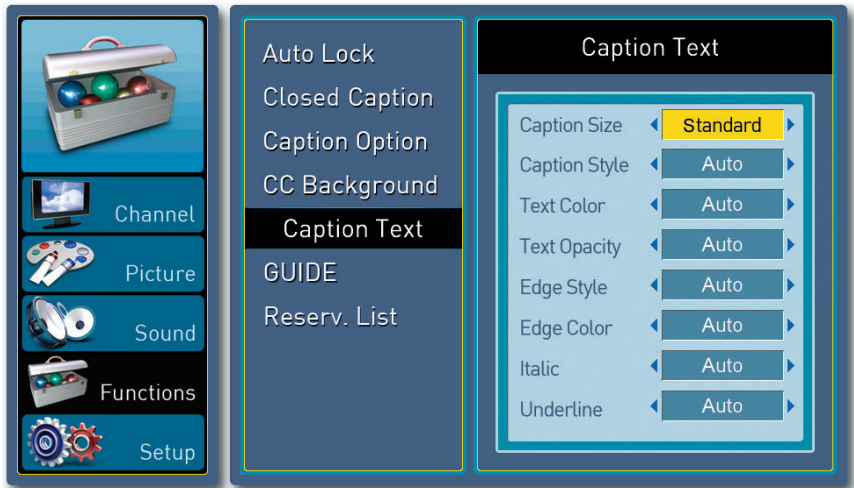 Channel
Picture
Sound
Functions
Setup
Auto Lock
Closed Caption
Caption Option
CC Background
Caption Text
GUIDE
Reserv. List
Caption Text
Caption Size Standard
Caption Style Auto
Text Color Auto
Text Opacity Auto
Edge Style Auto
Edge Color Auto
Italic Auto
Underline Auto